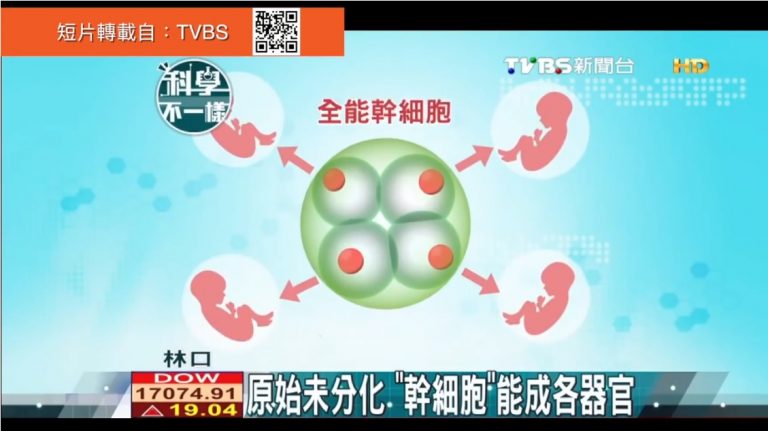 短片轉載自：TVBS
TVBS新聞台
HD
科學
不一樣
全能幹細胞
林口
DOW
17074.91
19.04
原始未分化 "幹細胞"能成各器官